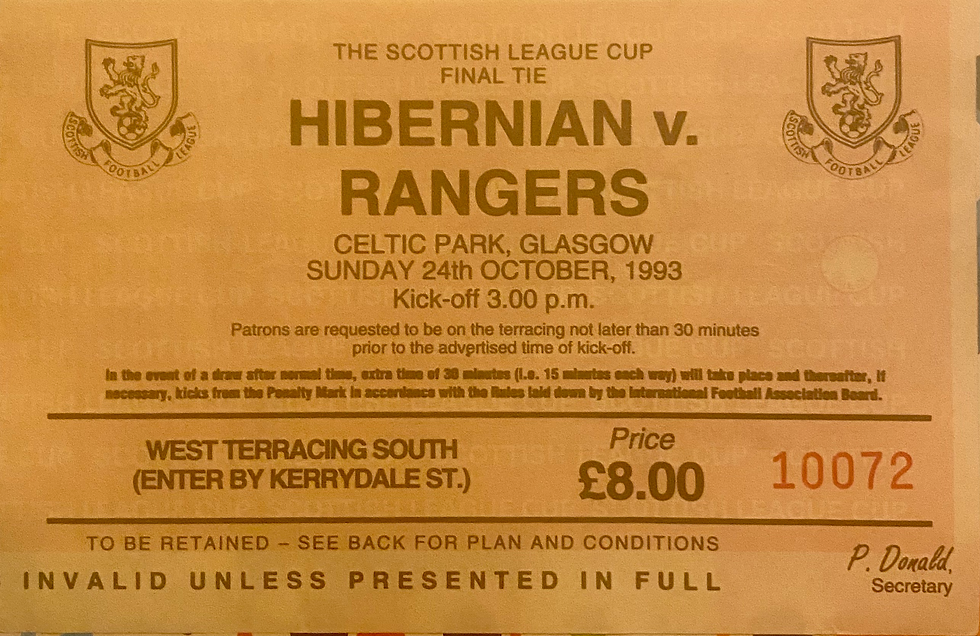 THE SCOTTISH LEAGUE CUP
FINAL TIE
HIBERNIAN v.
RANGERS
SCOTTISH FOOTBALL LEAGUE
SCOTTISH FOOTBALL LEAGUE
CELTIC PARK, GLASGOW
SUNDAY 24th OCTOBER, 1993
Kick-off 3.00 p.m.
Patrons are requested to be on the terracing not later than 30 minutes
prior to the advertised time of kick-off.
In the event of a draw after normal time, extra time of 30 minutes (i.e. 15 minutes each way) will take place and thereafter, if
necessary, kicks from the Penalty Mark in accordance with the Rules laid down by the International Football Association Board.
WEST TERRACING SOUTH
(ENTER BY KERRYDALE ST.)
Price
£8.00
10072
TO BE RETAINED – SEE BACK FOR PLAN AND CONDITIONS
INVALID UNLESS PRESENTED IN FULL
P. Donald,
Secretary